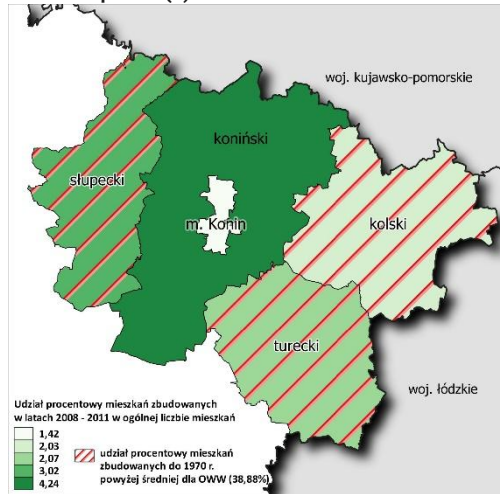 woj. kujawsko-pomorskie
koniński
słupecki
m. Konin
kolski
turecki
woj. łódzkie
Udział procentowy mieszkań zbudowanych
w latach 2008 - 2011 w ogólnej liczbie mieszkań
1,42
2,03
2,07
3,02
4,24
udział procentowy mieszkań
zbudowanych do 1970 r.
powyżej średniej dla OWW (38,88%)